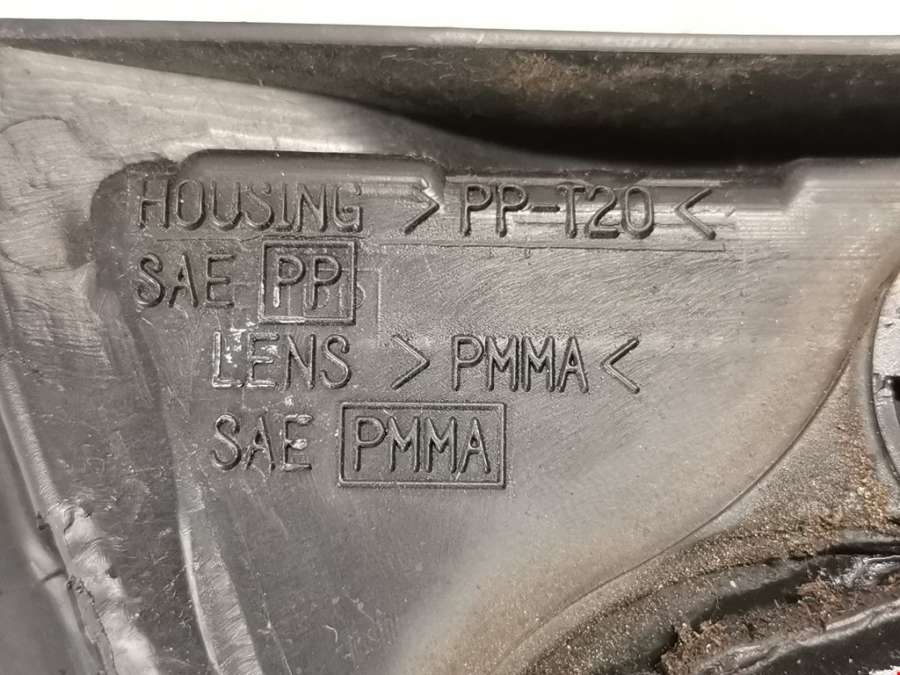 HOUSING >PP-T20<
SAE PP
LENS >PMMA<
SAE PMMA